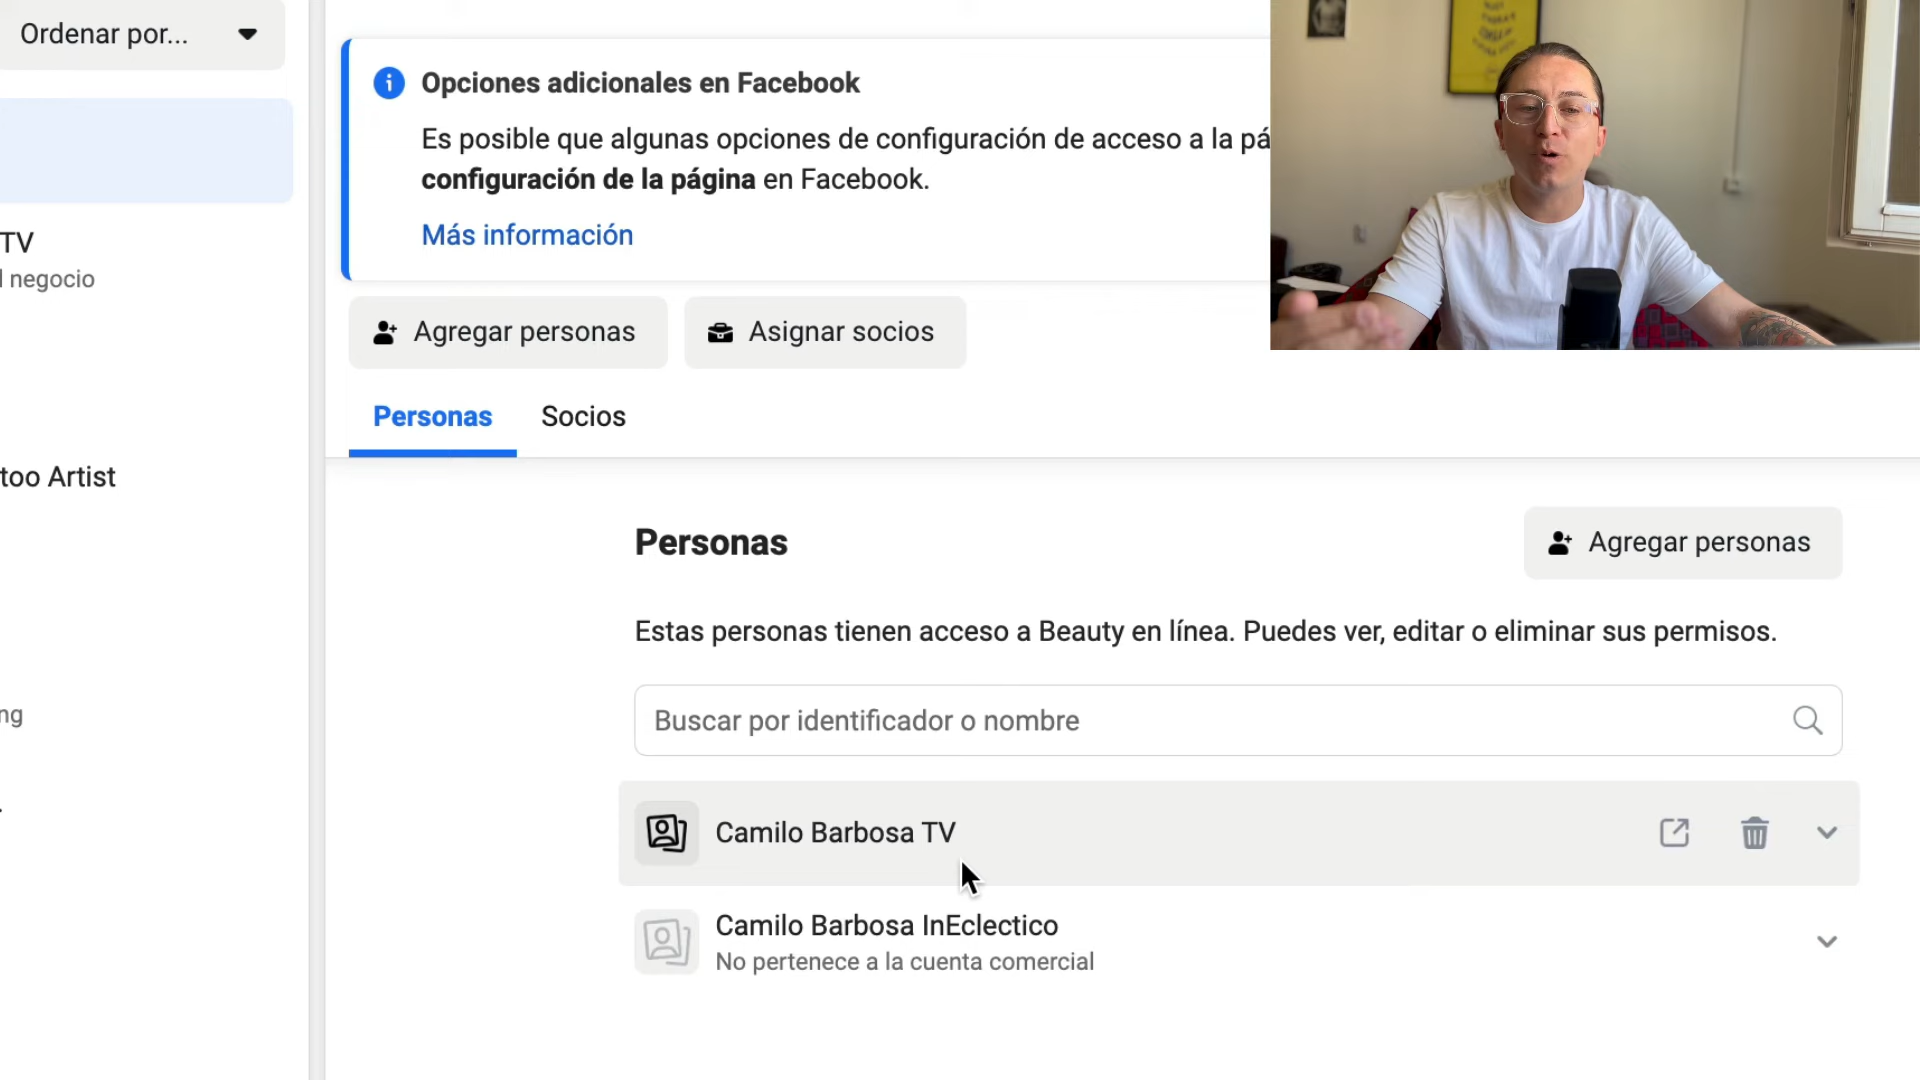 Ordenar por...
TV
l negocio
too Artist
ng
Opciones adicionales en Facebook
Es posible que algunas opciones de configuración de acceso a la pá
configuración de la página en Facebook.
Más información
Agregar personas
Asignar socios
Personas
Socios
Personas
Agregar personas
Estas personas tienen acceso a Beauty en línea. Puedes ver, editar o eliminar sus permisos.
Buscar por identificador o nombre
Camilo Barbosa TV
Camilo Barbosa InEclectico
No pertenece a la cuenta comercial